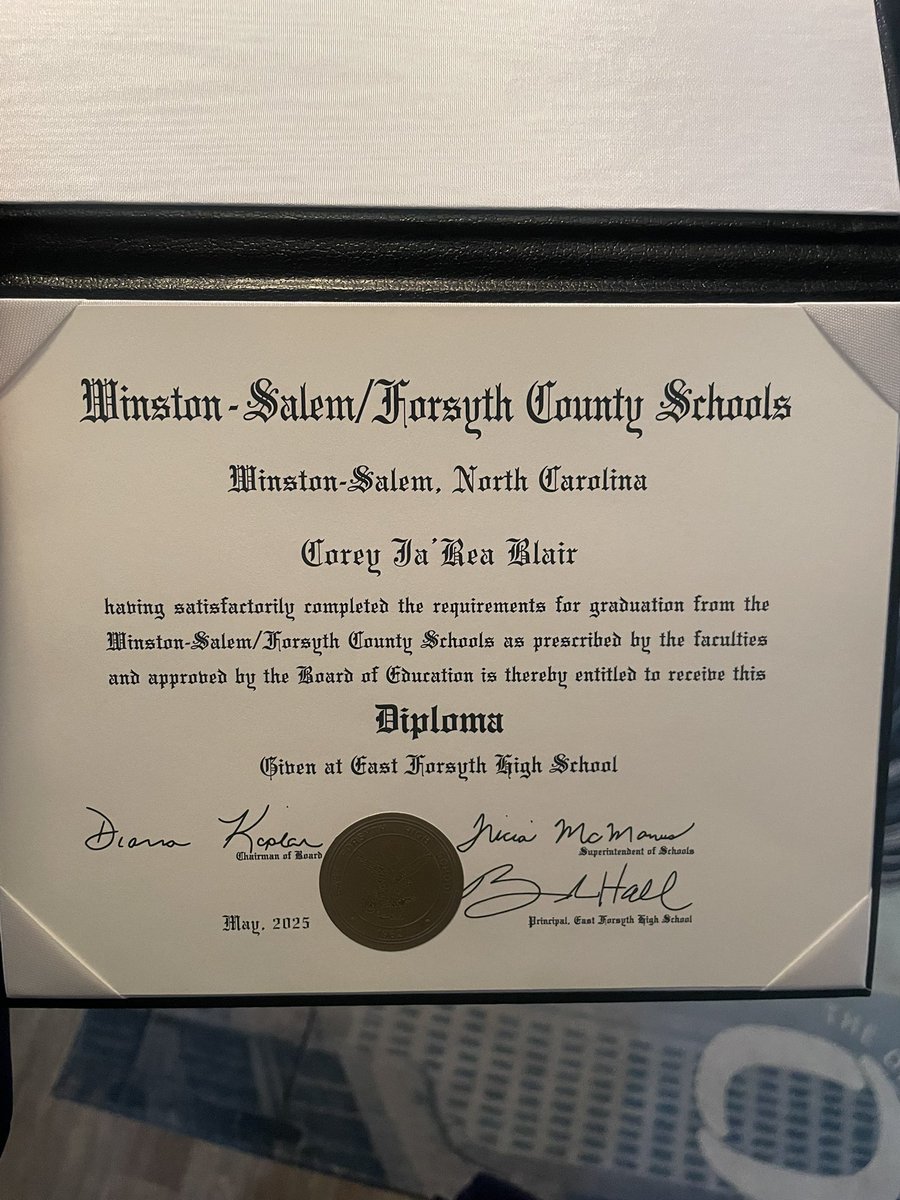 Winston-Salem/Forsyth County Schools
Winston-Salem, North Carolina
Corey Ja'Rea Blair
having satisfactorily completed the requirements for graduation from the
Winston-Salem/Forsyth County Schools as prescribed by the faculties
and approved by the Board of Education is thereby entitled to receive this
Diploma
Given at East Forsyth High School
Diana Kaplan
Chairman of Board
Tricia McManus
Superintendent of Schools
Hall
Principal, East Forsyth High School
May, 2025
THE